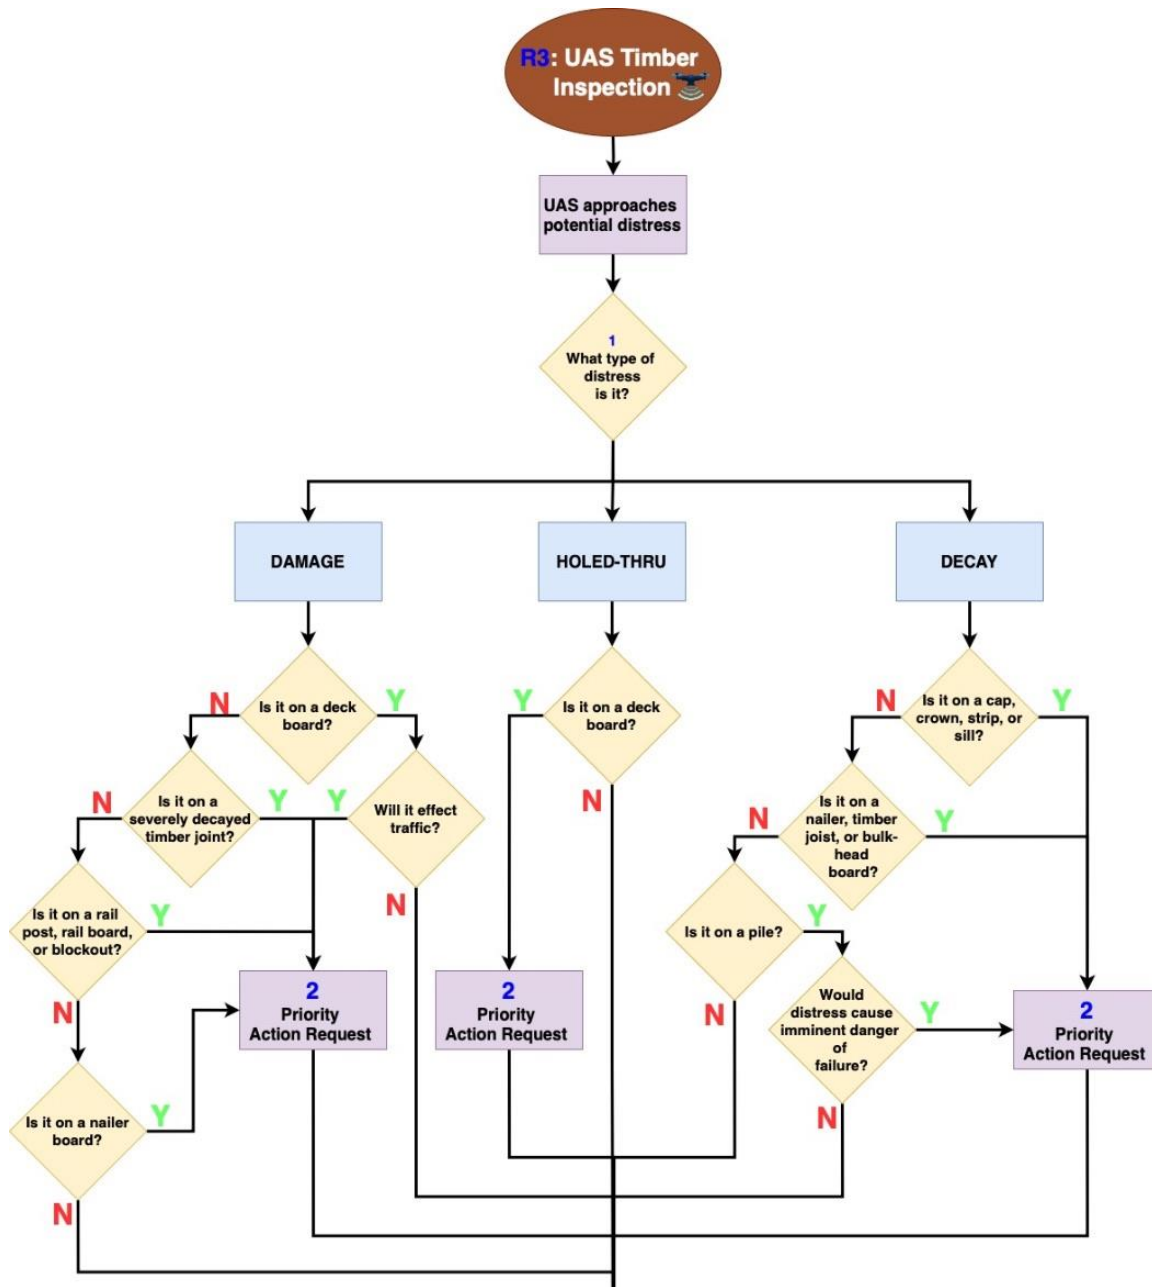 R3: UAS Timber
Inspection
UAS approaches
potential distress
1
What type of
distress
is it?
DAMAGE
HOLED-THRU
DECAY
Is it on a deck
board?
N
Y
Is it on a
severely decayed
timber joint?
N
Y
Will it effect
traffic?
Y
N
Is it on a rail
post, rail board,
or blockout?
Y
N
Is it on a nailer
board?
Y
N
2
Priority
Action Request
Is it on a deck
board?
Y
N
2
Priority
Action Request
Is it on a cap,
crown, strip, or
sill?
N
Y
Is it on a
nailer, timber
joist, or bulk-
head
board?
N
Y
Is it on a pile?
Y
N
Would
distress cause
imminent danger
of
failure?
Y
N
2
Priority
Action Request